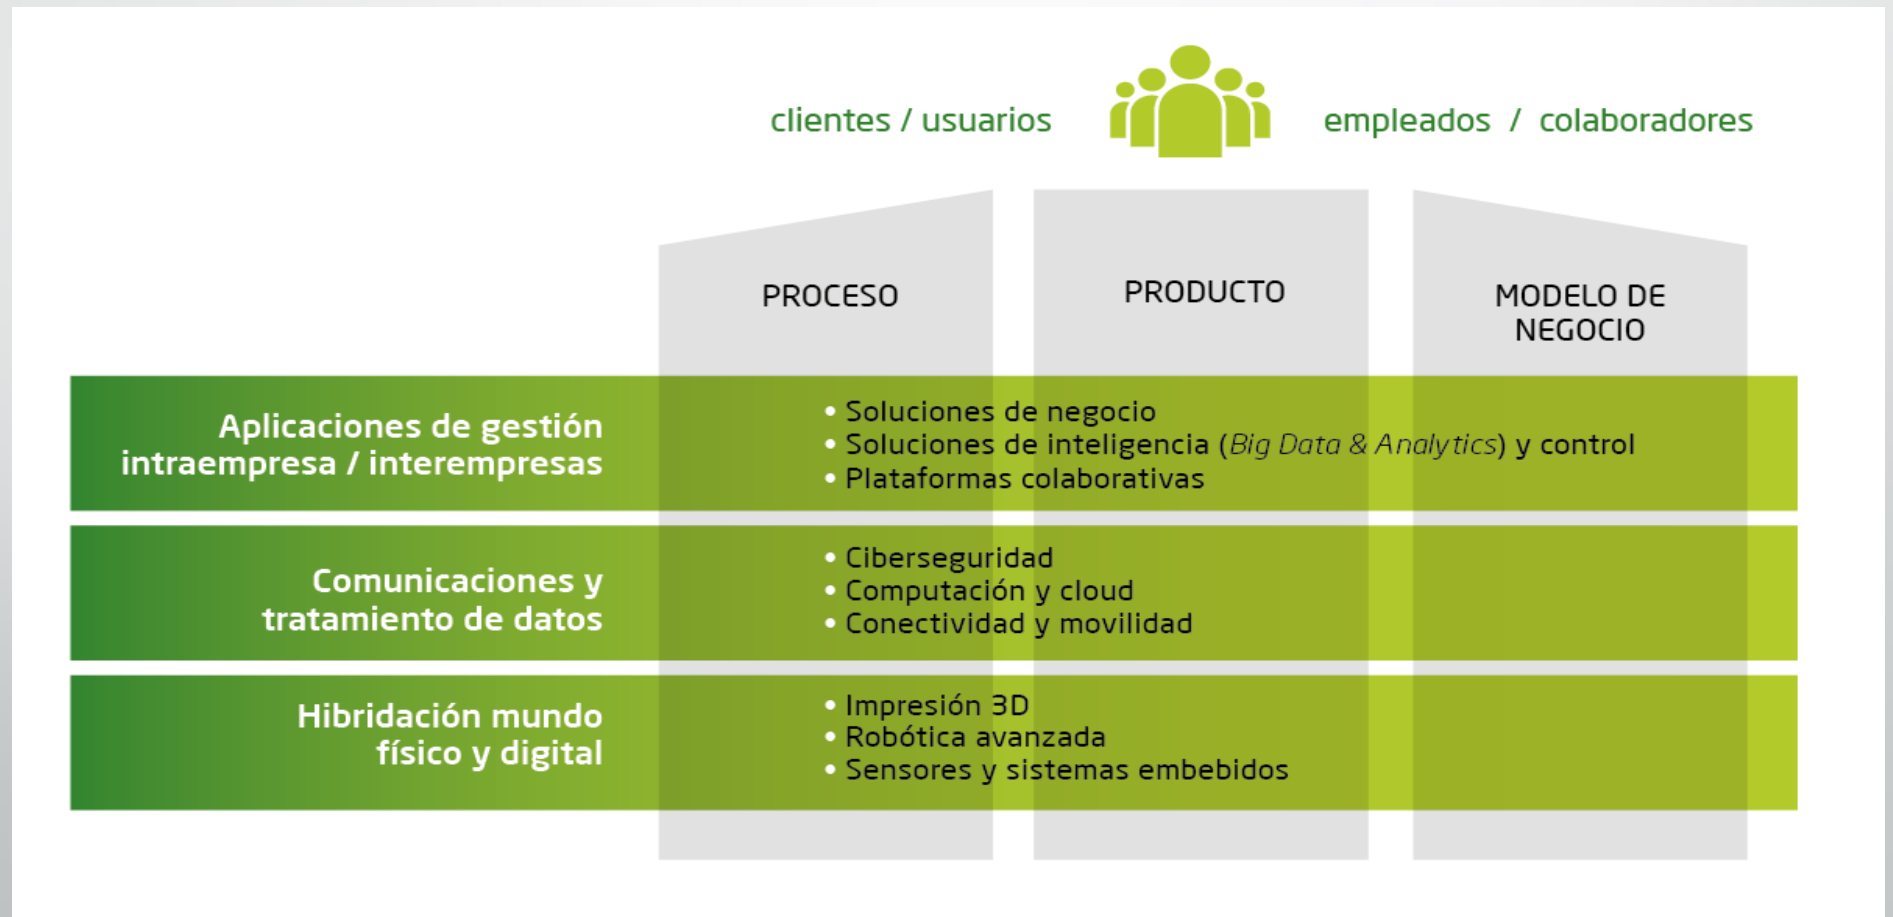 clientes / usuarios
empleados / colaboradores
PROCESO
PRODUCTO
MODELO DE
NEGOCIO
Aplicaciones de gestión
intraempresa / interempresas
• Soluciones de negocio
• Soluciones de inteligencia (Big Data & Analytics) y control
• Plataformas colaborativas
Comunicaciones y
tratamiento de datos
• Ciberseguridad
• Computación y cloud
• Conectividad y movilidad
Hibridación mundo
físico y digital
• Impresión 3D
• Robótica avanzada
• Sensores y sistemas embebidos